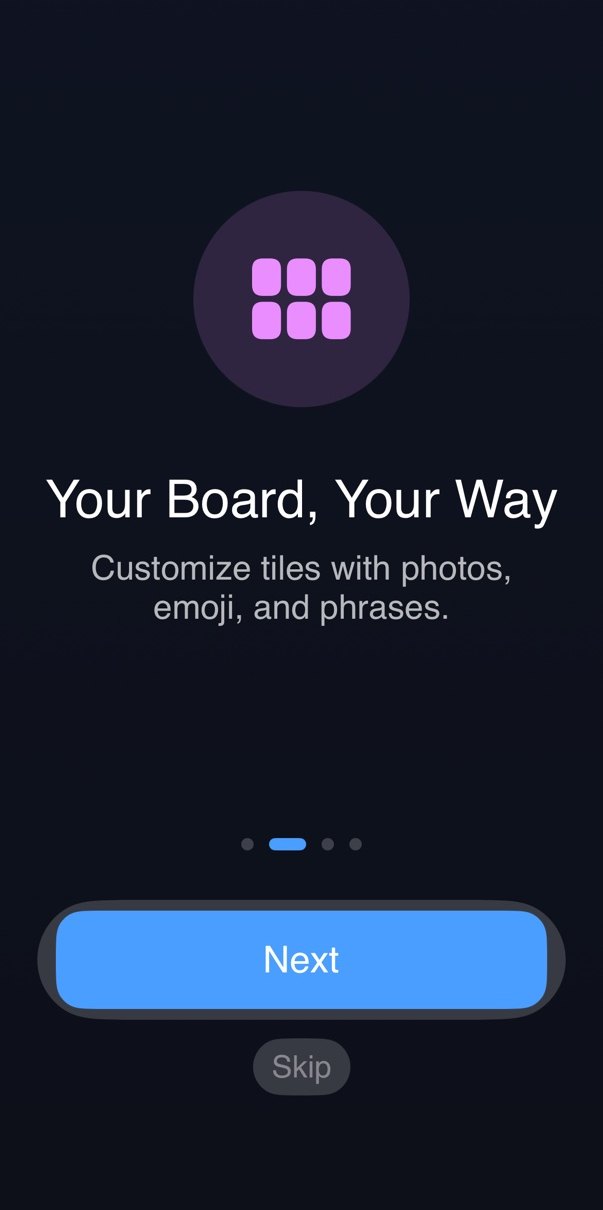 Your Board, Your Way
Customize tiles with photos,
emoji, and phrases.
Next
Skip